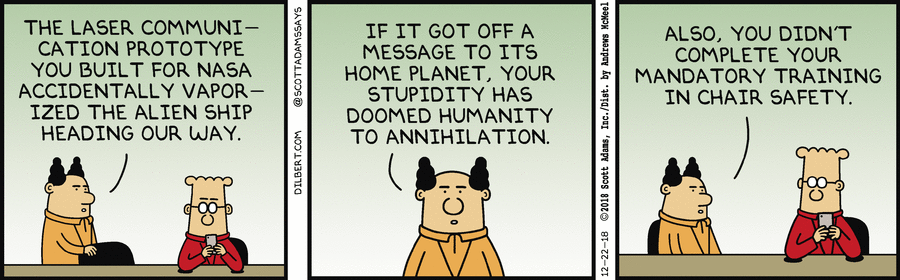 THE LASER COMMUNI-
CATION PROTOTYPE
YOU BUILT FOR NASA
ACCIDENTALLY VAPOR-
IZED THE ALIEN SHIP
HEADING OUR WAY.
DILBERT.COM @SCOTTADAMSSAYS
IF IT GOT OFF A
MESSAGE TO ITS
HOME PLANET, YOUR
STUPIDITY HAS
DOOMED HUMANITY
TO ANNIHILATION.
12-22-18 ©2018 Scott Adams, Inc./Dist. by Andrews McMeel
ALSO, YOU DIDN'T
COMPLETE YOUR
MANDATORY TRAINING
IN CHAIR SAFETY.